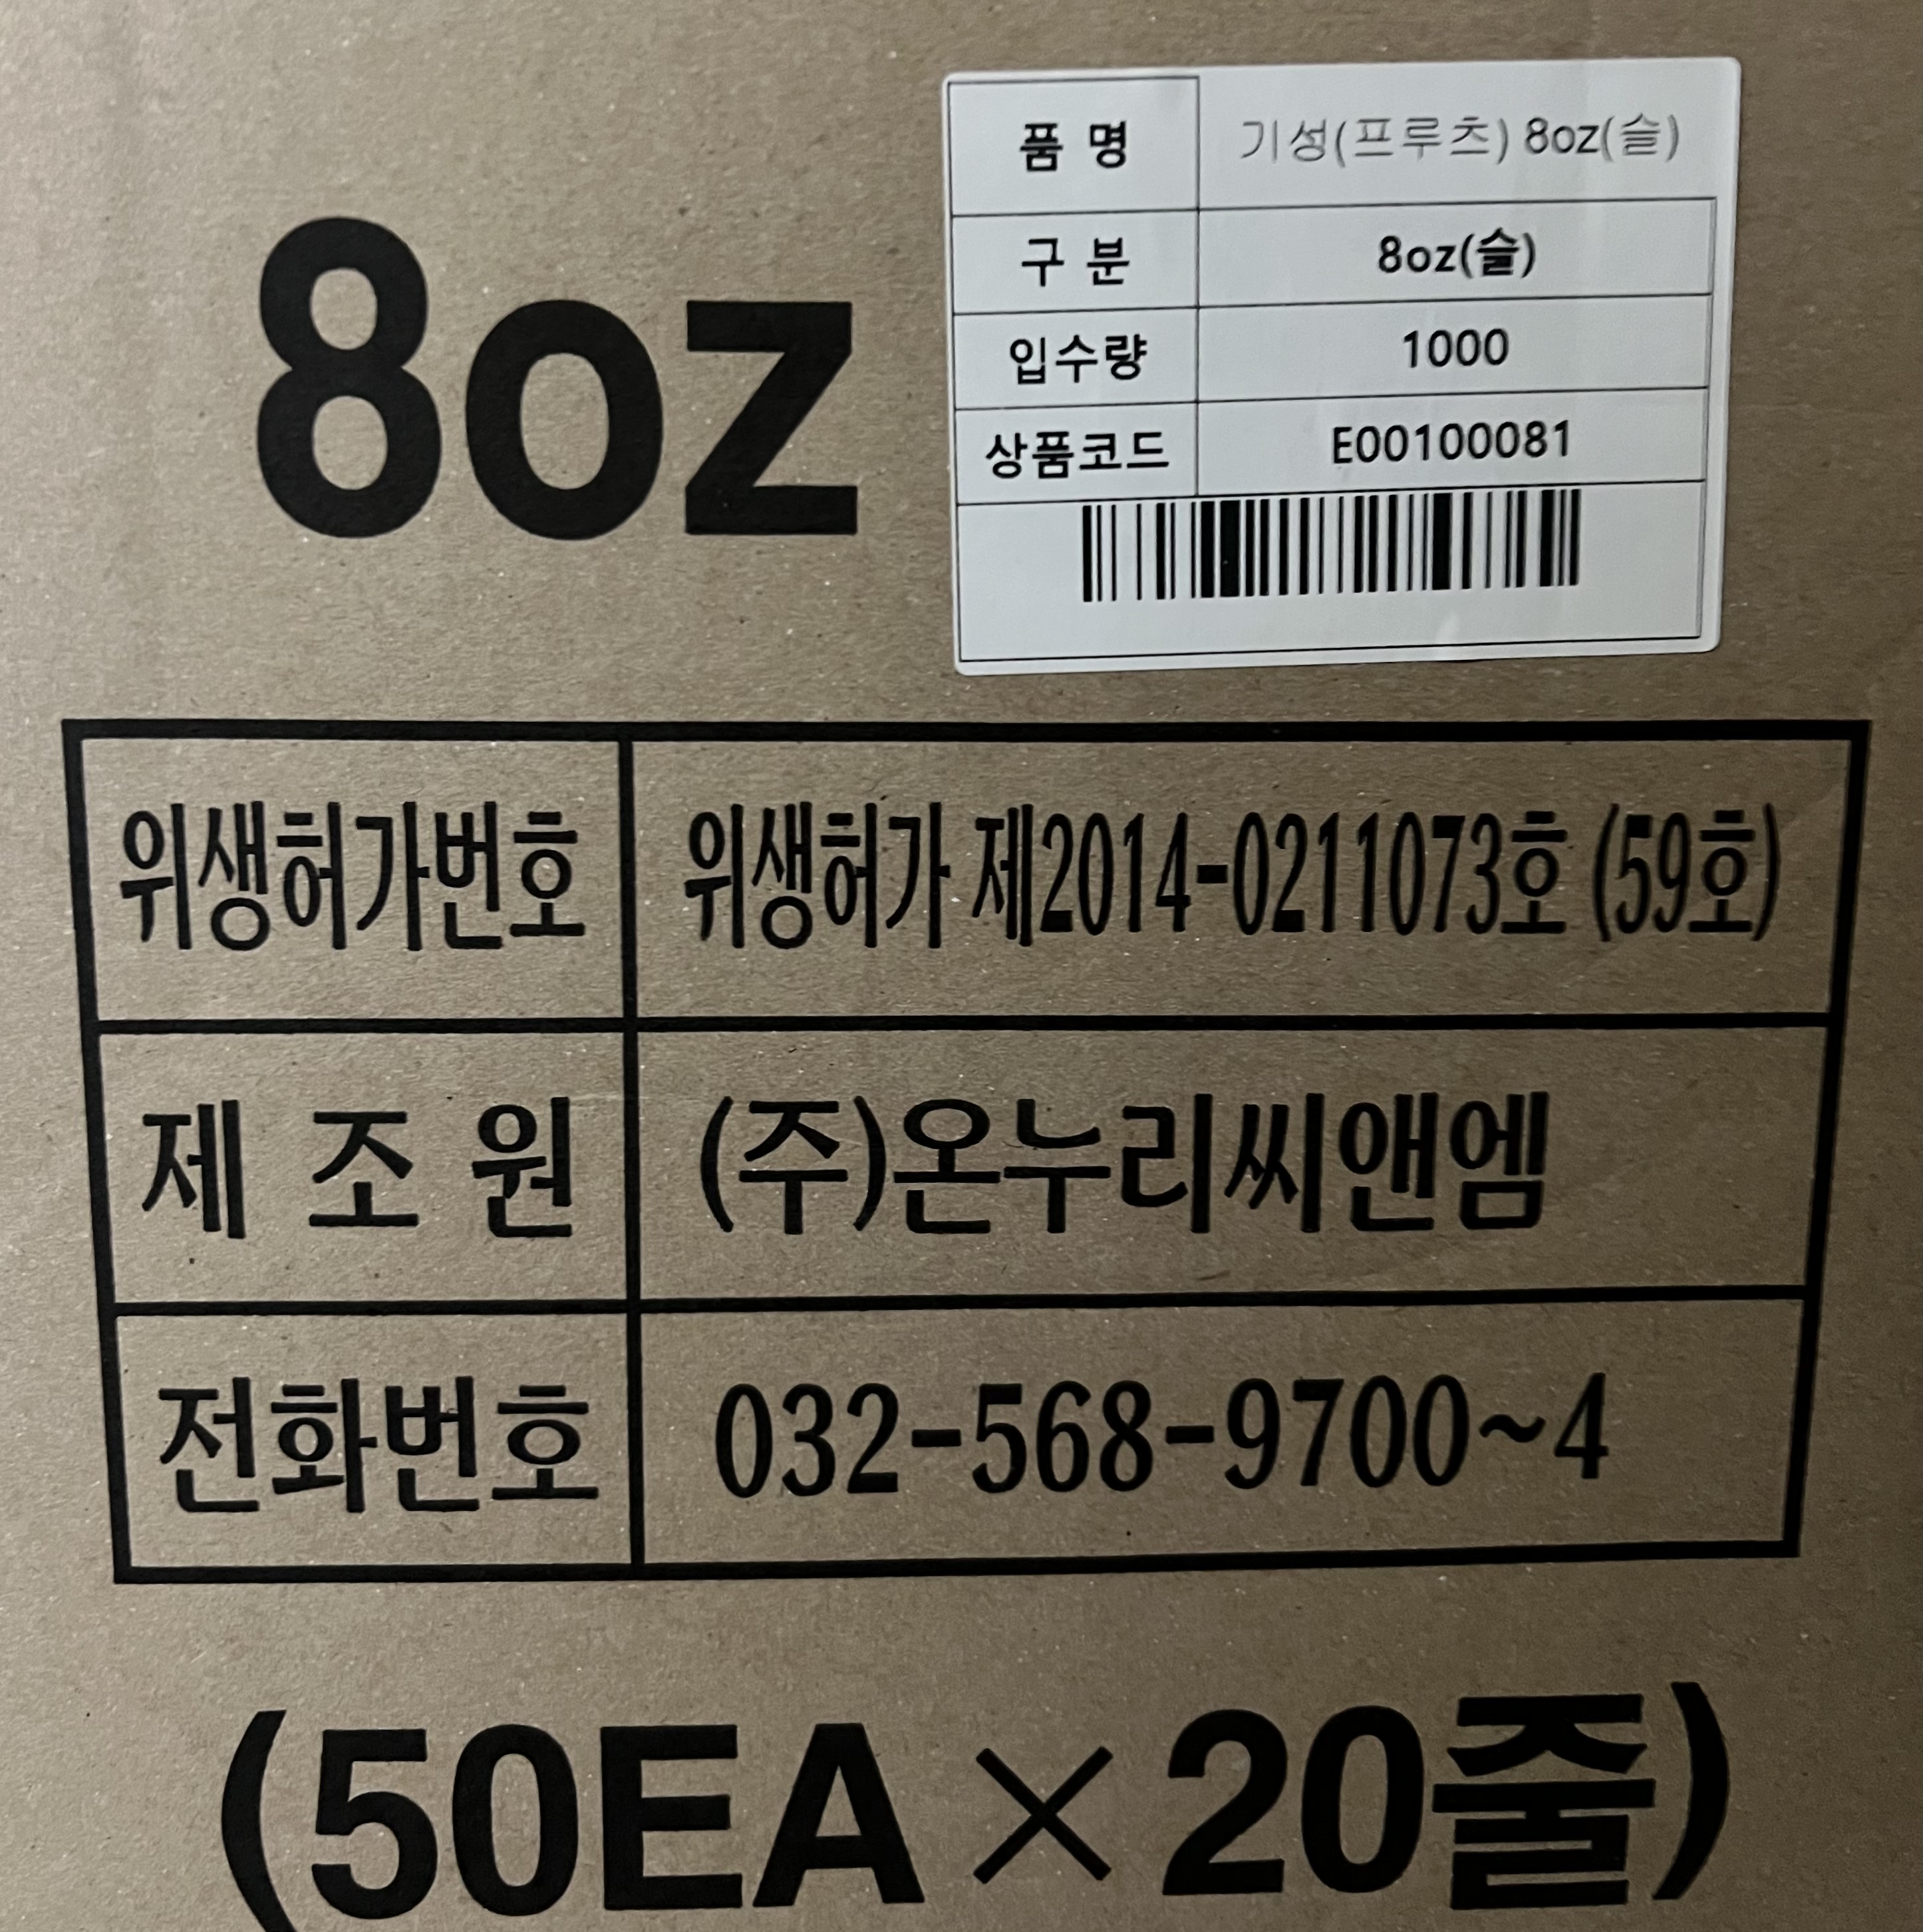 8oz
품 명 기성(프루츠) 8oz(슬)
구 분 8oz(슬)
입수량 1000
상품코드 E00100081
위생허가번호 위생허가 제2014-0211073호 (59호)
제 조 원 (주)온누리씨앤엠
전화번호 032-568-9700~4
(50EA×20줄)